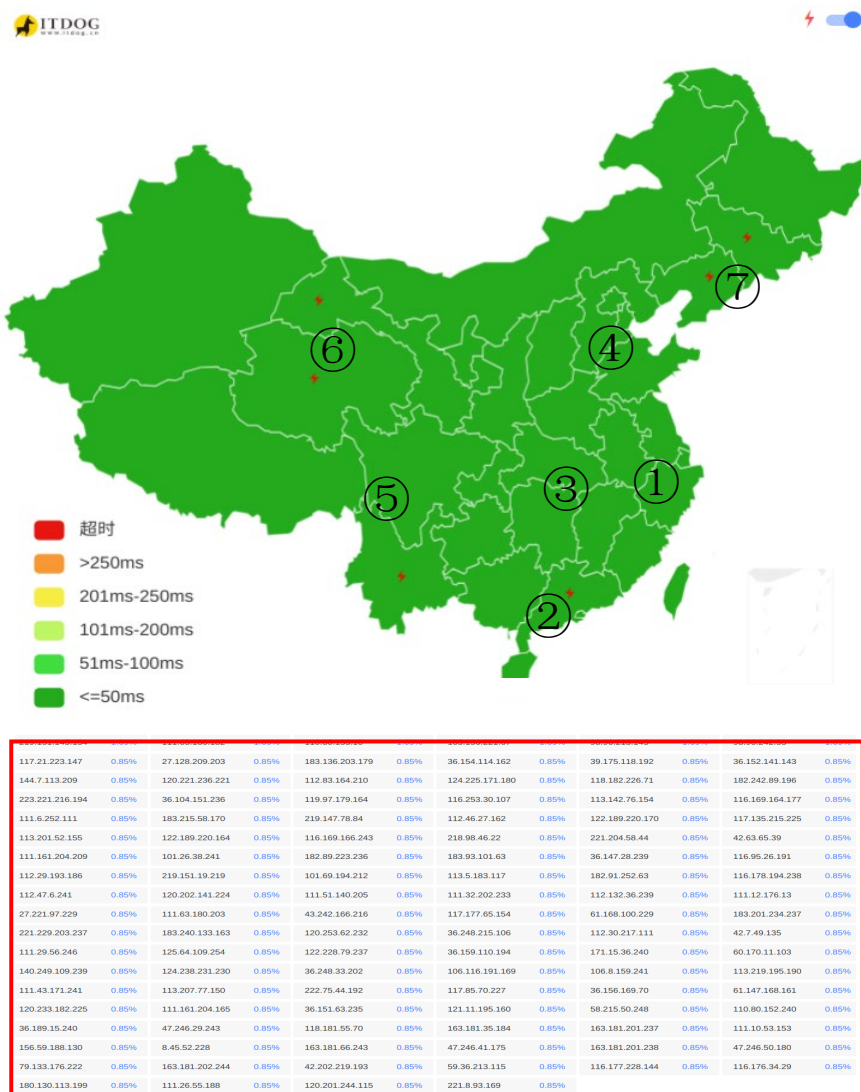 ITDOG
www.itdog.cn
⑦
④
⑥
①
③
⑤
②
超时
>250ms
201ms-250ms
101ms-200ms
51ms-100ms
<=50ms
117.21.223.147 0.85% 27.128.209.203 0.85% 183.136.203.179 0.85% 36.154.114.162 0.85% 39.175.118.192 0.85% 36.152.141.143 0.85%
144.7.113.209 0.85% 120.221.236.221 0.85% 112.83.164.210 0.85% 124.225.171.180 0.85% 118.182.226.71 0.85% 182.242.89.196 0.85%
223.221.216.194 0.85% 36.104.151.236 0.85% 119.97.179.164 0.85% 116.253.30.107 0.85% 113.142.76.154 0.85% 116.169.164.177 0.85%
111.6.252.111 0.85% 183.215.58.170 0.85% 219.147.78.84 0.85% 112.46.27.162 0.85% 122.189.220.170 0.85% 117.135.215.225 0.85%
113.201.52.155 0.85% 122.189.220.164 0.85% 116.169.166.243 0.85% 218.98.46.22 0.85% 221.204.58.44 0.85% 42.63.65.39 0.85%
111.161.204.209 0.85% 101.26.38.241 0.85% 182.89.223.236 0.85% 183.93.101.63 0.85% 36.147.28.239 0.85% 116.95.26.191 0.85%
112.29.193.186 0.85% 219.151.19.219 0.85% 101.69.194.212 0.85% 113.5.183.117 0.85% 182.91.252.63 0.85% 116.178.194.238 0.85%
112.47.6.241 0.85% 120.202.141.224 0.85% 111.51.140.205 0.85% 111.32.202.233 0.85% 112.132.36.239 0.85% 111.12.176.13 0.85%
27.221.97.229 0.85% 111.63.180.203 0.85% 43.242.166.216 0.85% 117.177.65.154 0.85% 61.168.100.229 0.85% 183.201.234.237 0.85%
221.229.203.237 0.85% 183.240.133.163 0.85% 120.253.62.232 0.85% 36.248.215.106 0.85% 112.30.217.111 0.85% 42.7.49.135 0.85%
111.29.56.246 0.85% 125.64.109.254 0.85% 122.228.79.237 0.85% 36.159.110.194 0.85% 171.15.36.240 0.85% 60.170.11.103 0.85%
140.249.109.239 0.85% 124.238.231.230 0.85% 36.248.33.202 0.85% 106.116.191.169 0.85% 106.8.159.241 0.85% 113.219.195.190 0.85%
111.43.171.241 0.85% 113.207.77.150 0.85% 222.75.44.192 0.85% 117.85.70.227 0.85% 36.156.169.70 0.85% 61.147.168.161 0.85%
120.233.182.225 0.85% 111.161.204.165 0.85% 36.151.63.235 0.85% 121.11.195.160 0.85% 58.215.50.248 0.85% 110.80.152.240 0.85%
36.189.15.240 0.85% 47.246.29.243 0.85% 118.181.55.70 0.85% 163.181.35.184 0.85% 163.181.201.237 0.85% 111.10.53.153 0.85%
156.59.188.130 0.85% 8.45.52.228 0.85% 163.181.66.243 0.85% 47.246.41.175 0.85% 163.181.201.238 0.85% 47.246.50.180 0.85%
79.133.176.222 0.85% 163.181.202.244 0.85% 42.202.219.193 0.85% 59.36.213.115 0.85% 116.177.228.144 0.85% 116.176.34.29 0.85%
180.130.113.199 0.85% 111.26.55.188 0.85% 120.201.244.115 0.85% 221.8.93.169 0.85%